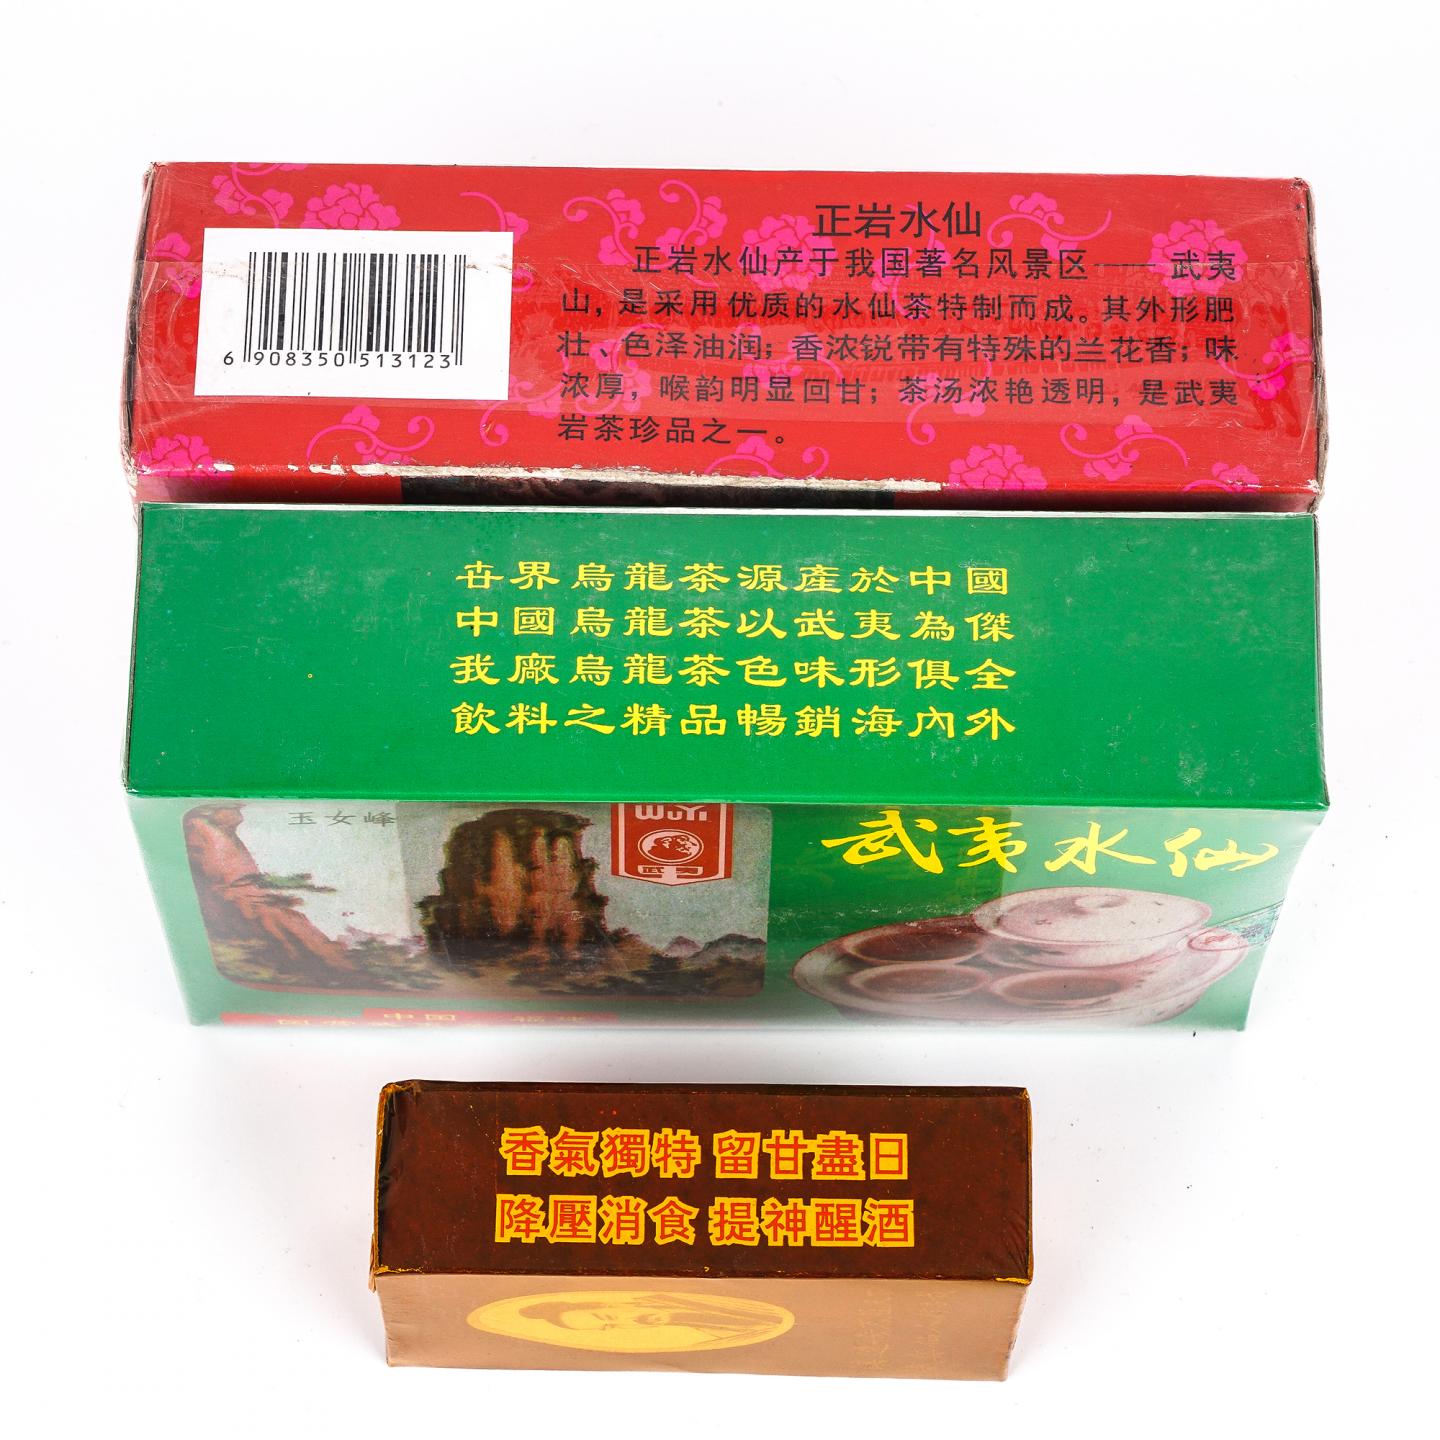 正岩水仙
正岩水仙产于我国著名风景区——武夷
山，是采用优质的水仙茶特制而成。其外形肥
壮、色泽油润；香浓锐带有特殊的兰花香；味
浓厚，喉韵明显回甘；茶汤浓艳透明，是武夷
岩茶珍品之一。
6 908350 513123
世界烏龍茶源產於中國
中國烏龍茶以武夷為傑
我廠烏龍茶色味形俱全
飲料之精品暢銷海內外
玉女峰
WUYI
武夷
武夷水仙
中国 福建
香氣獨特 留甘盡日
降壓消食 提神醒酒